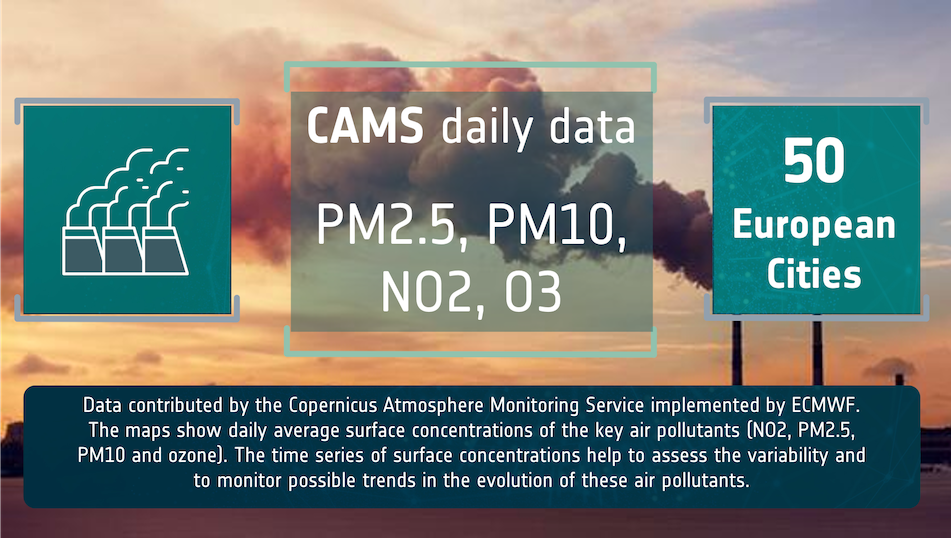 CAMS daily data
PM2.5, PM10,
NO2, O3
50
European
Cities
Data contributed by the Copernicus Atmosphere Monitoring Service implemented by ECMWF.
The maps show daily average surface concentrations of the key air pollutants (NO2, PM2.5,
PM10 and ozone). The time series of surface concentrations help to assess the variability and
to monitor possible trends in the evolution of these air pollutants.